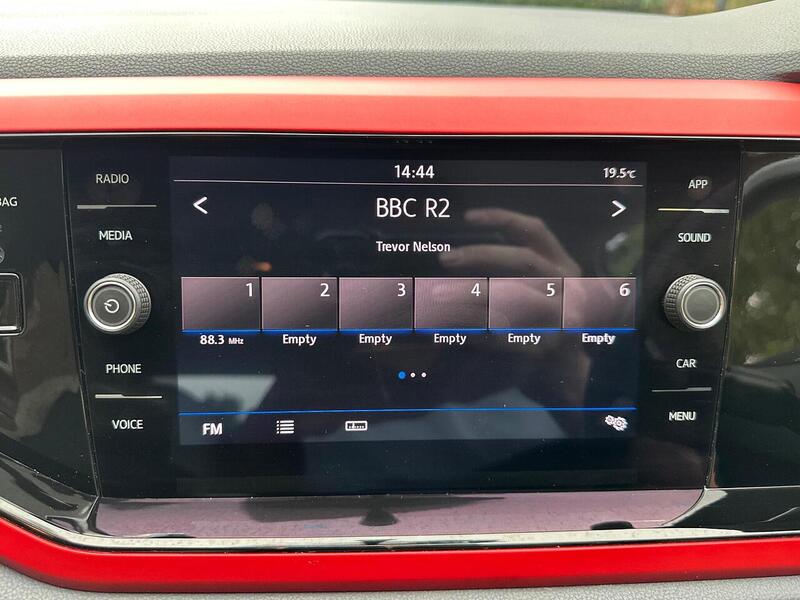 14:44
19.5°C
RADIO
MEDIA
PHONE
VOICE
< BBC R2 >
Trevor Nelson
1 2 3 4 5 6
88.3 MHz Empty Empty Empty Empty Empty
FM
APP
SOUND
CAR
MENU